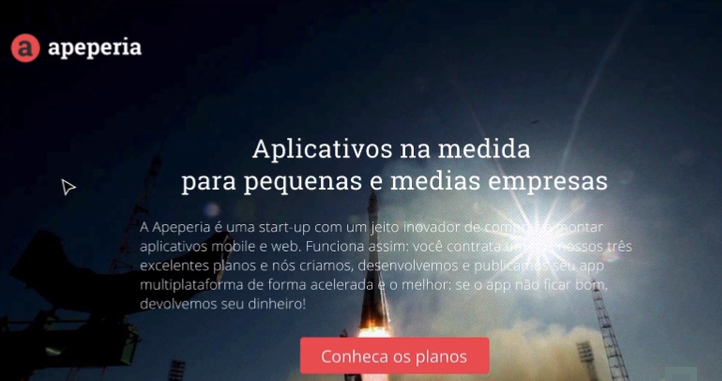 apeperia
Aplicativos na medida
para pequenas e medias empresas
A Apeperia é uma start-up com um jeito inovador de montar
aplicativos mobile e web. Funciona assim: você contrata nossos três
excelentes planos e nós criamos, desenvolvemos e publicamos seu app
multiplataforma de forma acelerada e o melhor: se o app não ficar bom,
devolvemos seu dinheiro!
Conheca os planos